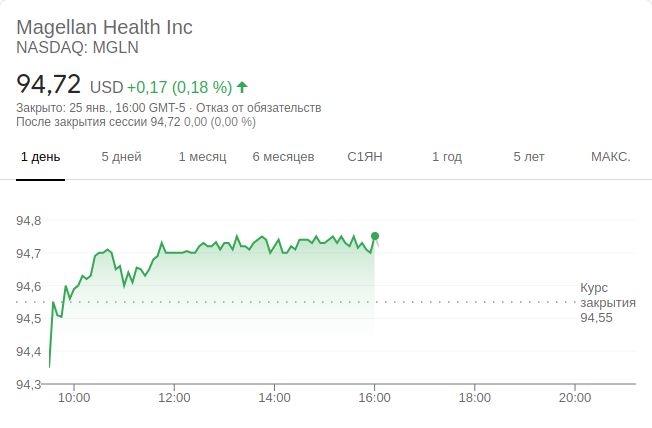 Magellan Health Inc
NASDAQ: MGLN
94,72 USD +0,17 (0,18 %)
Закрыто: 25 янв., 16:00 GMT-5 · Отказ от обязательств
После закрытия сессии 94,72 0,00 (0,00 %)
1 день 5 дней 1 месяц 6 месяцев С1ЯН 1 год 5 лет МАКС.
94,8
94,7
94,6
Курс
закрытия
94,55
94,5
94,4
94,3
10:00 12:00 14:00 16:00 18:00 20:00